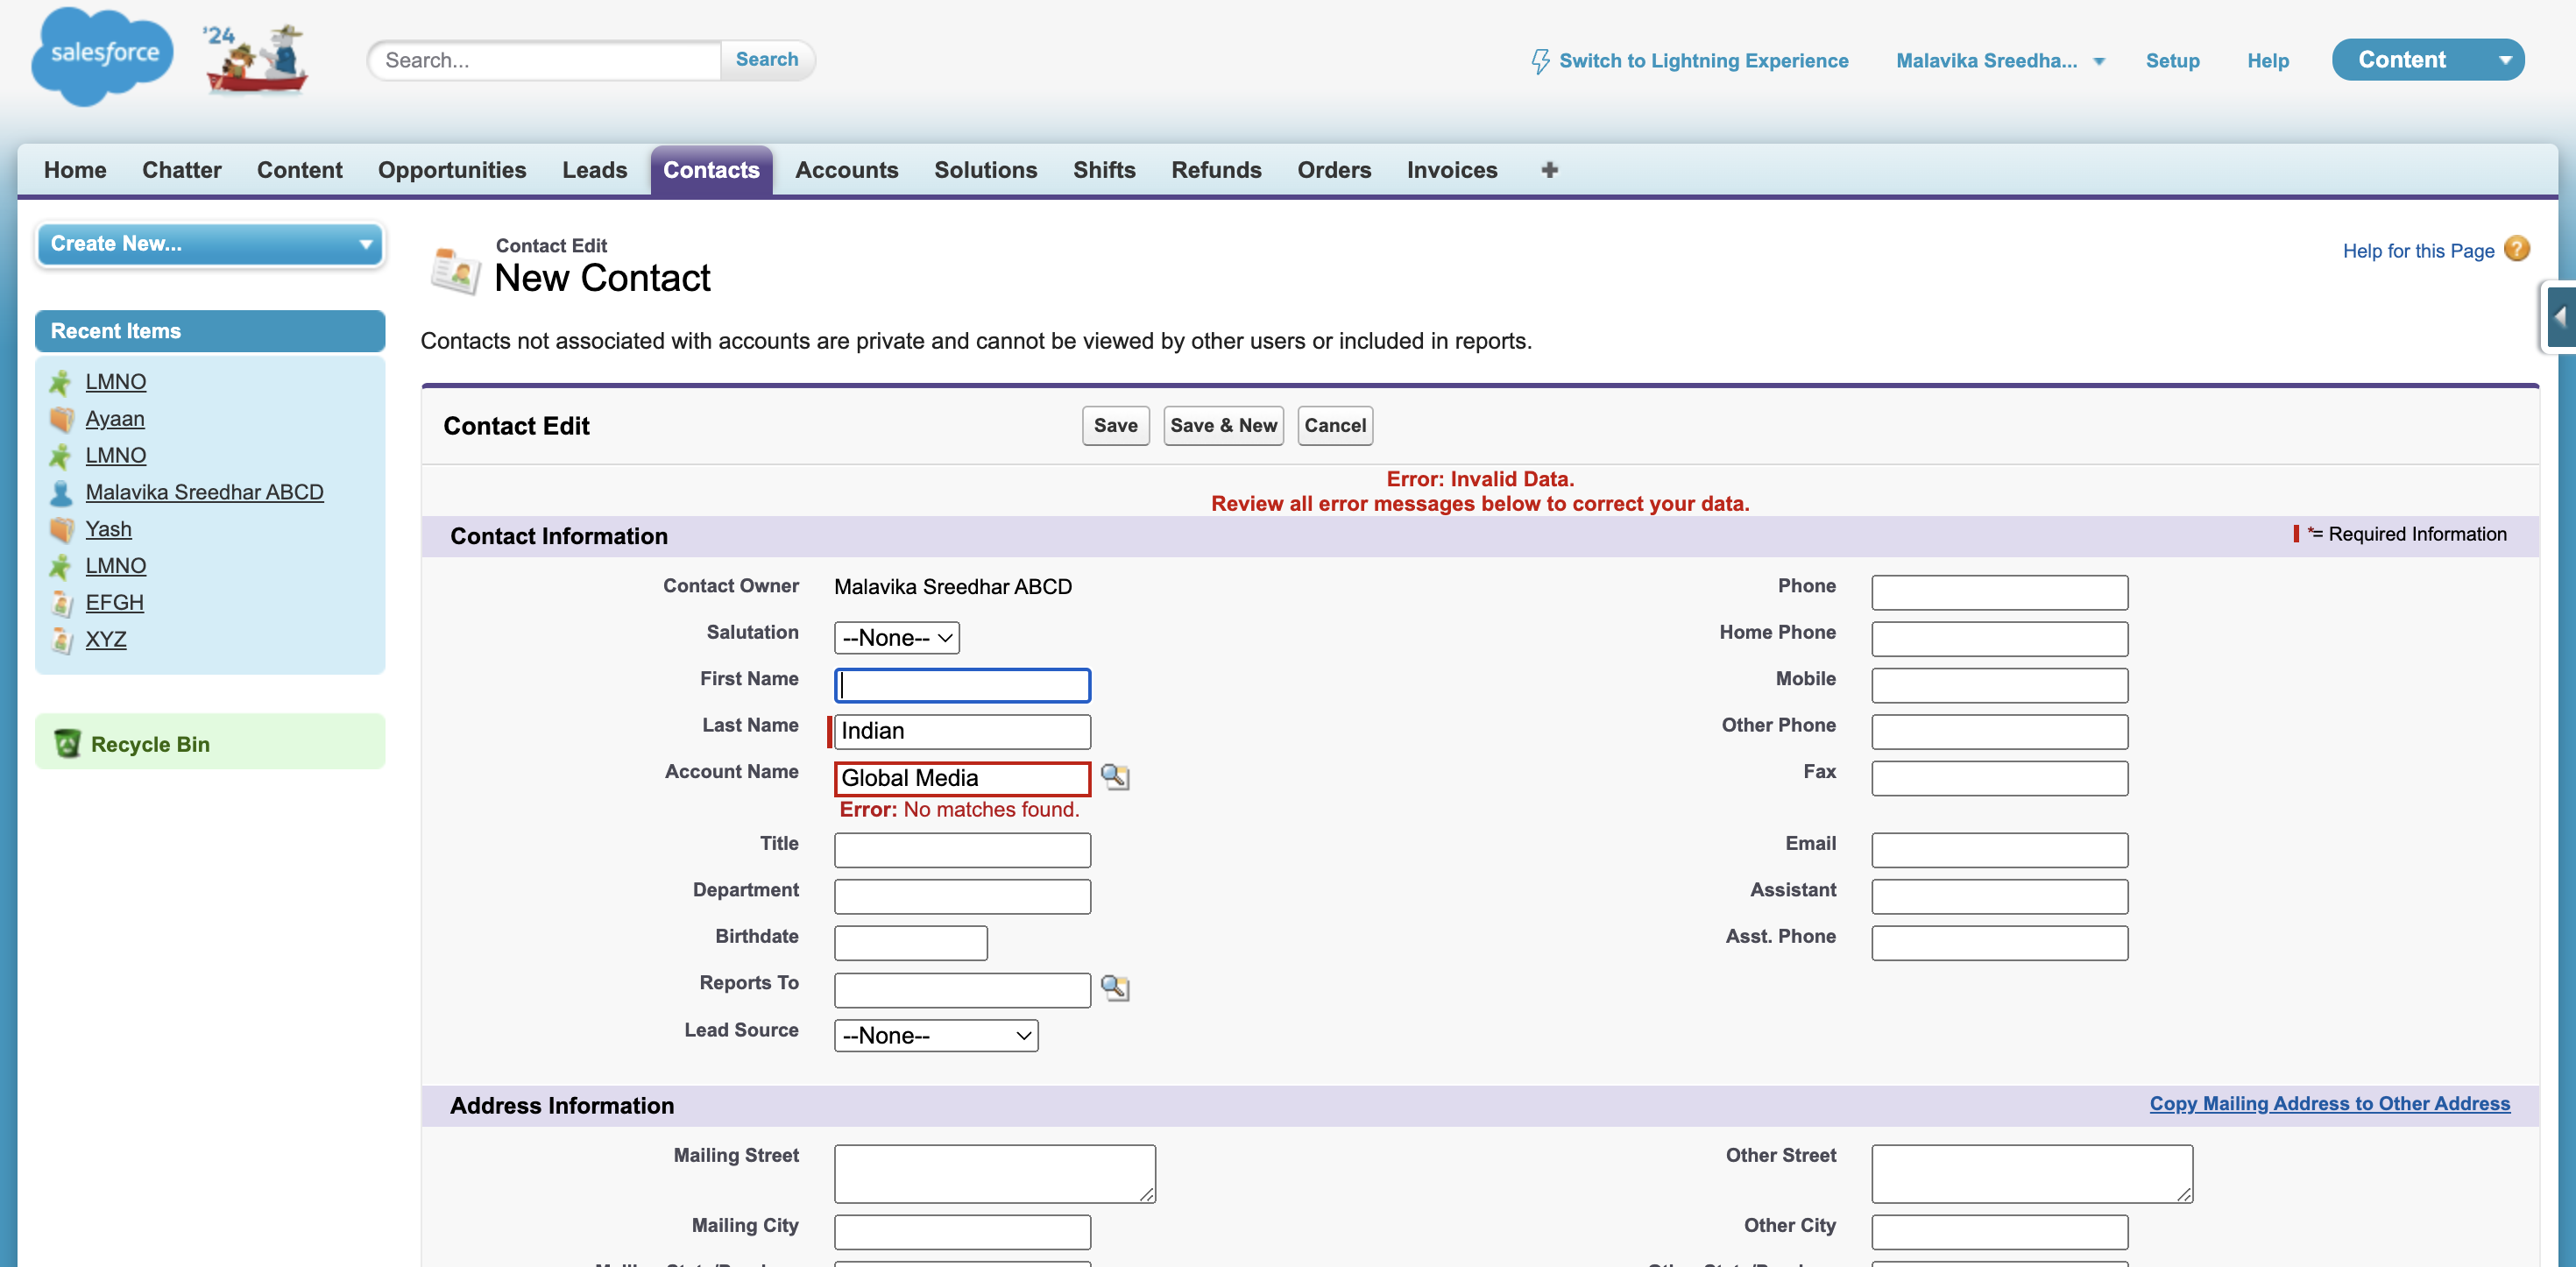 salesforce
'24
Search...
Search
Switch to Lightning Experience
Malavika Sreedha...
Setup
Help
Content
Home
Chatter
Content
Opportunities
Leads
Contacts
Accounts
Solutions
Shifts
Refunds
Orders
Invoices
+
Create New...
Recent Items
LMNO
Ayaan
LMNO
Malavika Sreedhar ABCD
Yash
LMNO
EFGH
XYZ
Recycle Bin
Contact Edit
New Contact
Help for this Page ?
Contacts not associated with accounts are private and cannot be viewed by other users or included in reports.
Contact Edit
Save
Save & New
Cancel
Error: Invalid Data.
Review all error messages below to correct your data.
Contact Information
*= Required Information
Contact Owner Malavika Sreedhar ABCD
Salutation --None--
First Name
Last Name Indian
Account Name Global Media
Error: No matches found.
Title
Department
Birthdate
Reports To
Lead Source --None--
Phone
Home Phone
Mobile
Other Phone
Fax
Email
Assistant
Asst. Phone
Address Information
Copy Mailing Address to Other Address
Mailing Street
Mailing City
Other Street
Other City